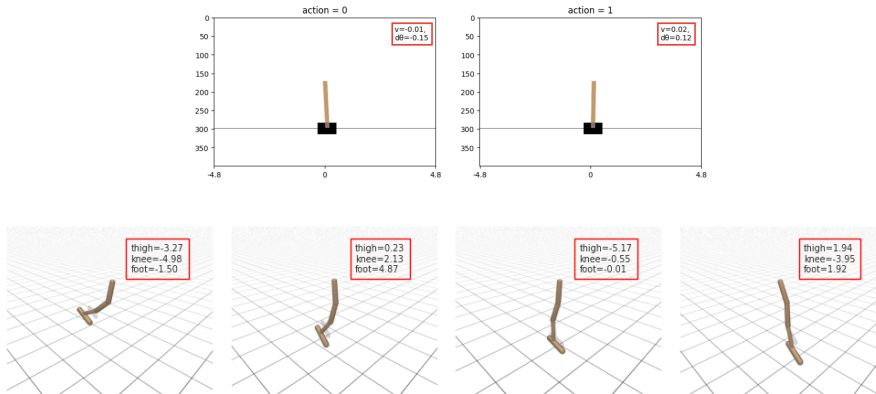 action = 0
0
50
100
150
200
250
300
350
-4.8
0
4.8
v=-0.01,
dθ=-0.15
action = 1
0
50
100
150
200
250
300
350
-4.8
0
4.8
v=0.02,
dθ=0.12
thigh=-3.27
knee=-4.98
foot=-1.50
thigh=0.23
knee=2.13
foot=4.87
thigh=-5.17
knee=-0.55
foot=-0.01
thigh=1.94
knee=-3.95
foot=1.92